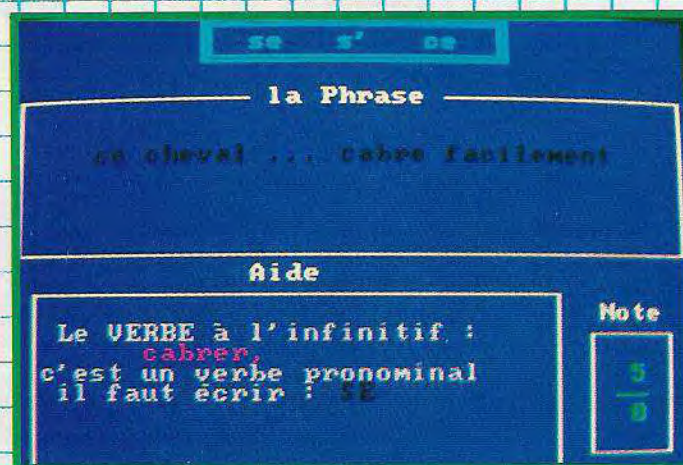 se s' ce
la Phrase
ce cheval ... cabre facilement
Aide
Le VERBE à l'infinitif :
cabrer,
c'est un verbe pronominal
il faut écrir : SE
Note
5
8